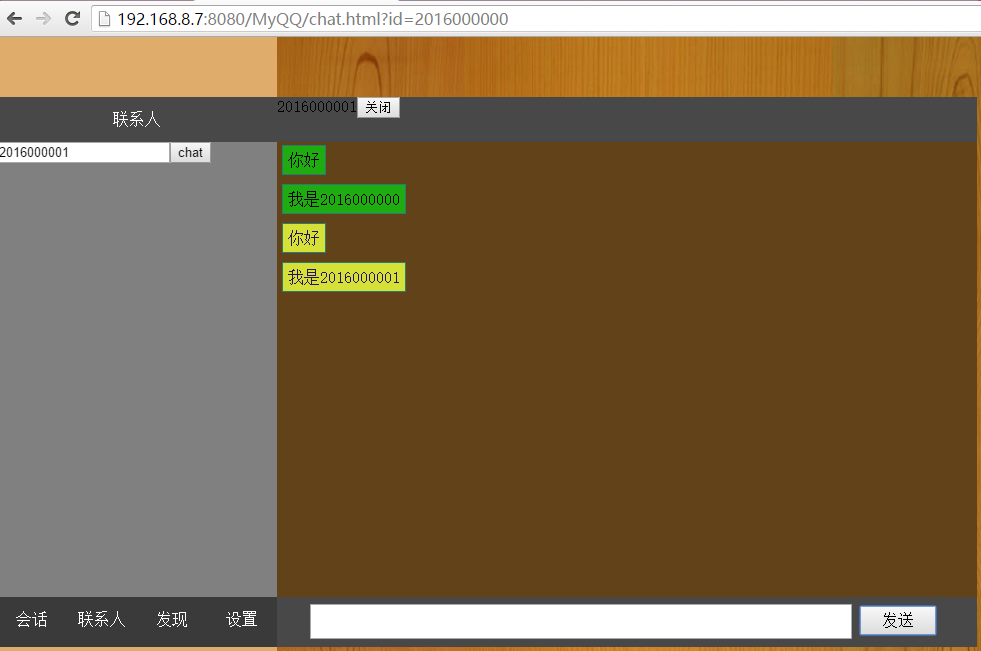 192.168.8.7:8080/MyQQ/chat.html?id=2016000000
联系人
2016000001 关闭
2016000001 chat
你好
我是2016000000
你好
我是2016000001
会话 联系人 发现 设置
发送